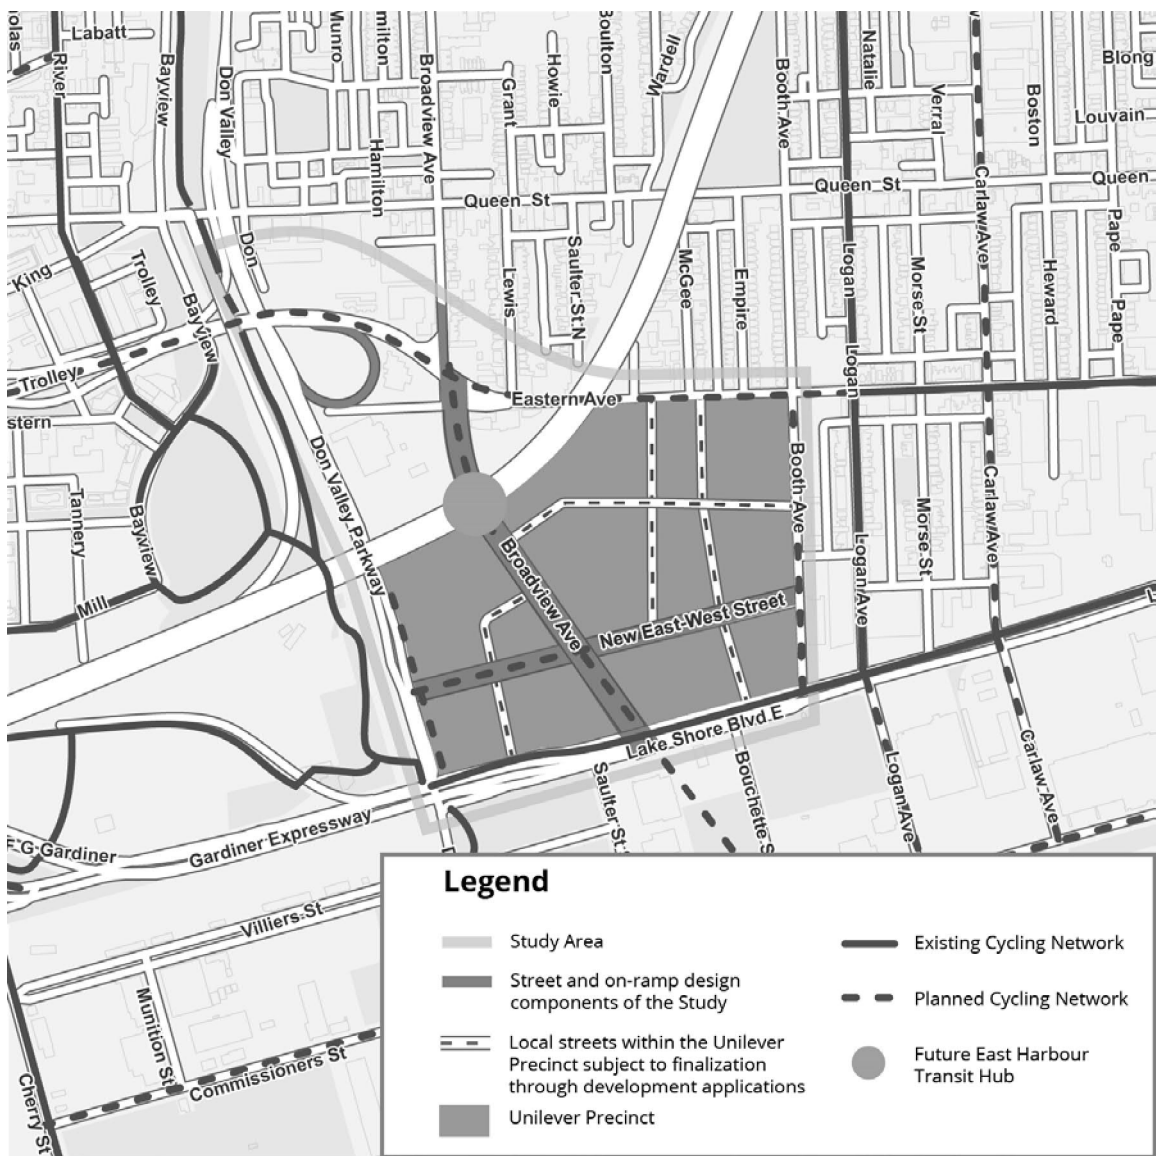 Labatt
River
Bayview
Don Valley
Munro
Hamilton
Broadview Ave
Grant
Howie
Boulton
Wardell
Booth Ave
Natalie
Verral
Boston
Blong
Louvain
Carlaw Ave
Queen St
Queen St
Queen
Pape
Pape
King
Trolley
Bayview
Don
Lewis
Saulter St N
McGee
Empire
Logan
Logan
Morse St
Heward
Trolley
Eastern Ave
stern
Tannery
Bayview
Don Valley Parkway
Booth Ave
Logan Ave
Morse St
Carlaw Ave
Mill
Broadview Ave
New East-West Street
Lake Shore Blvd E
Saulter St
Bouchette S
Logan Ave
Carlaw Ave
F G Gardiner
Gardiner Expressway
Villiers St
Munition St
Commissioners St
Cherry St
Legend
Study Area
Street and on-ramp design
components of the Study
Local streets within the Unilever
Precinct subject to finalization
through development applications
Unilever Precinct
Existing Cycling Network
Planned Cycling Network
Future East Harbour
Transit Hub